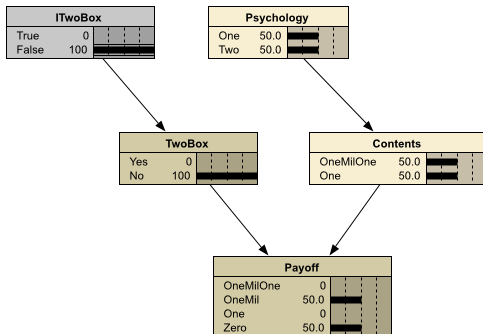 ITwoBox
True 0
False 100
Psychology
One 50.0
Two 50.0
TwoBox
Yes 0
No 100
Contents
OneMilOne 50.0
One 50.0
Payoff
OneMilOne 0
OneMil 50.0
One 0
Zero 50.0